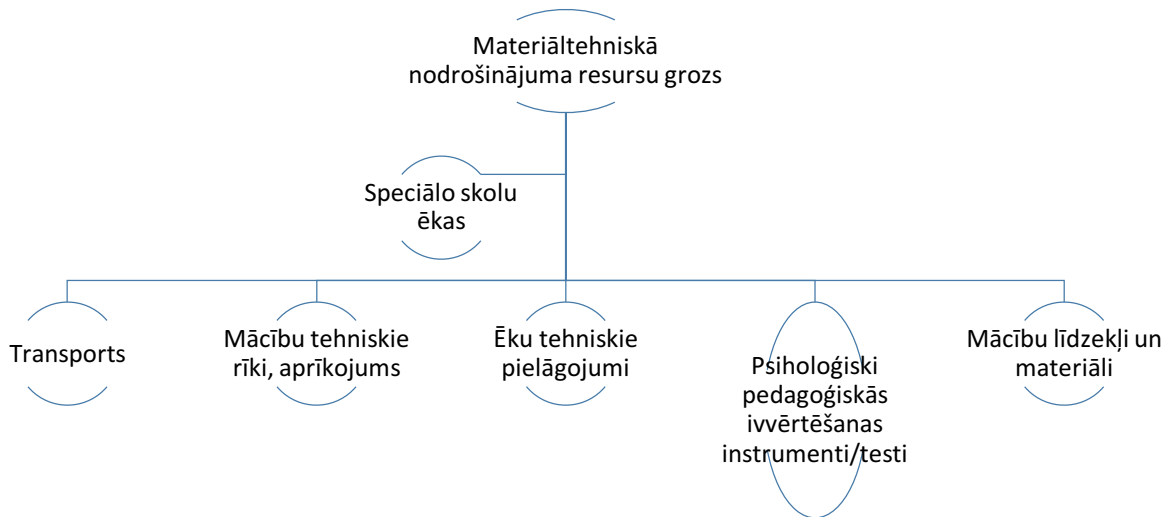 Materiāltehniskā
nodrošinājuma resursu grozs
Speciālo skolu
ēkas
Transports
Mācību tehniskie
rīki, aprīkojums
Ēku tehniskie
pielāgojumi
Psiholoģiski
pedagoģiskās
ivvērtēšanas
instrumenti/testi
Mācību līdzekļi un
materiāli